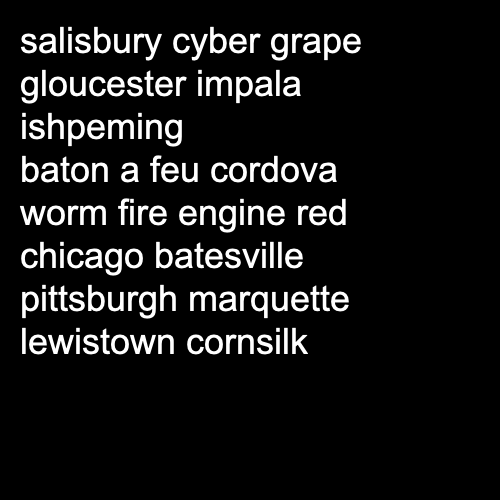 salisbury cyber grape
gloucester impala
ishpeming
baton a feu cordova
worm fire engine red
chicago batesville
pittsburgh marquette
lewistown cornsilk